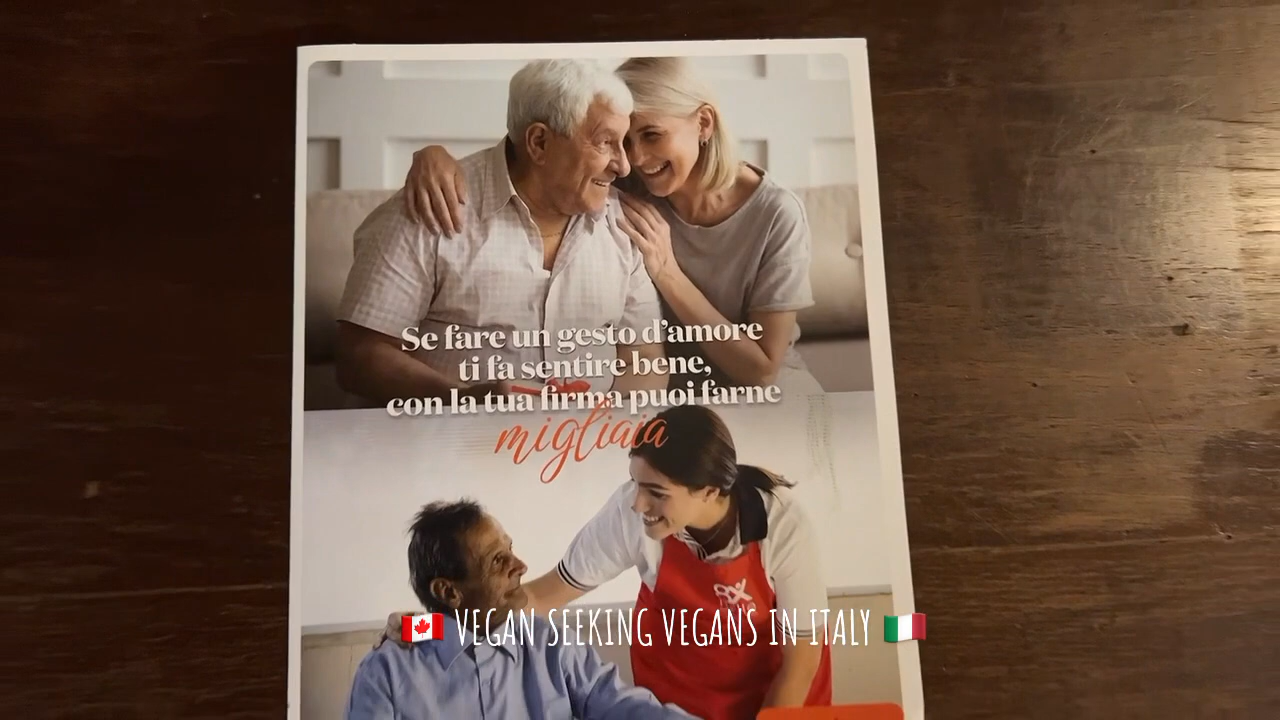 Se fare un gesto d'amore
ti fa sentire bene,
con la tua firma puoi farne
migliaia
🇨🇦 VEGAN SEEKING VEGANS IN ITALY 🇮🇹